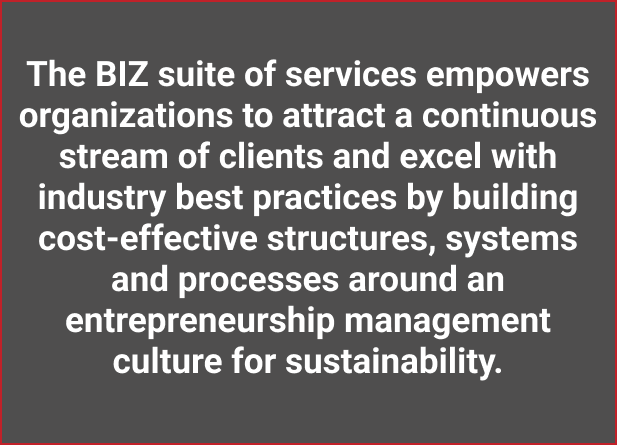 The BIZ suite of services empowers
organizations to attract a continuous
stream of clients and excel with
industry best practices by building
cost-effective structures, systems
and processes around an
entrepreneurship management
culture for sustainability.